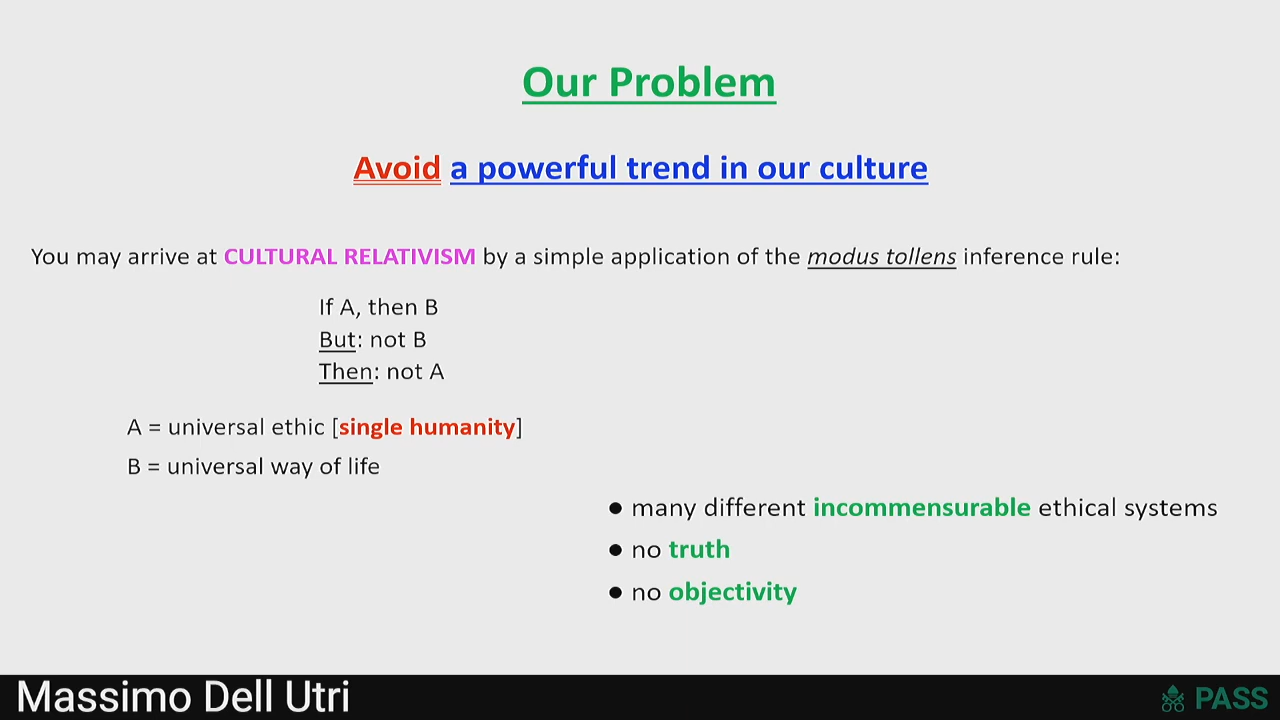 Our Problem
Avoid a powerful trend in our culture
You may arrive at CULTURAL RELATIVISM by a simple application of the modus tollens inference rule:
If A, then B
But: not B
Then: not A
A = universal ethic [single humanity]
B = universal way of life
● many different incommensurable ethical systems
● no truth
● no objectivity
Massimo Dell Utri
PASS